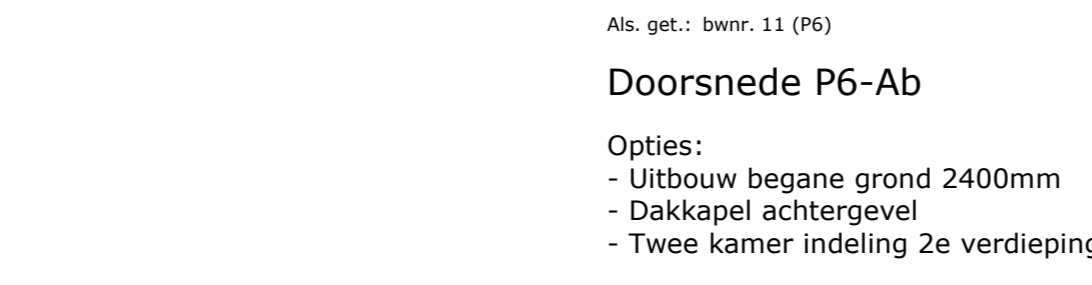 Als. get.: bwnr. 11 (P6)
Doorsnede P6-Ab
Opties:
- Uitbouw begane grond 2400mm
- Dakkapel achtergevel
- Twee kamer indeling 2e verdieping